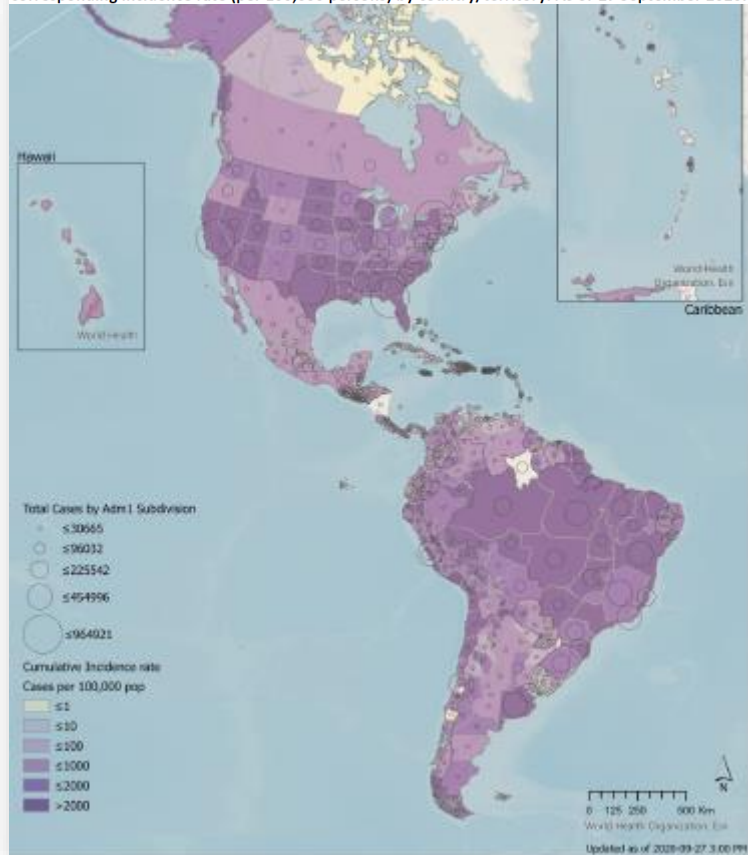 Hawaii
World Health
World Health
Organization, Esri
Caribbean
Total Cases by Adm1 Subdivision
≤30665
≤96032
≤225542
≤454996
≤964921
Cumulative Incidence rate
Cases per 100,000 pop
≤1
≤10
≤100
≤1000
≤2000
>2000
N
0 125 250 500 Km
World Health Organization, Esri
Updated as of 2020-09-27 3:00 PM